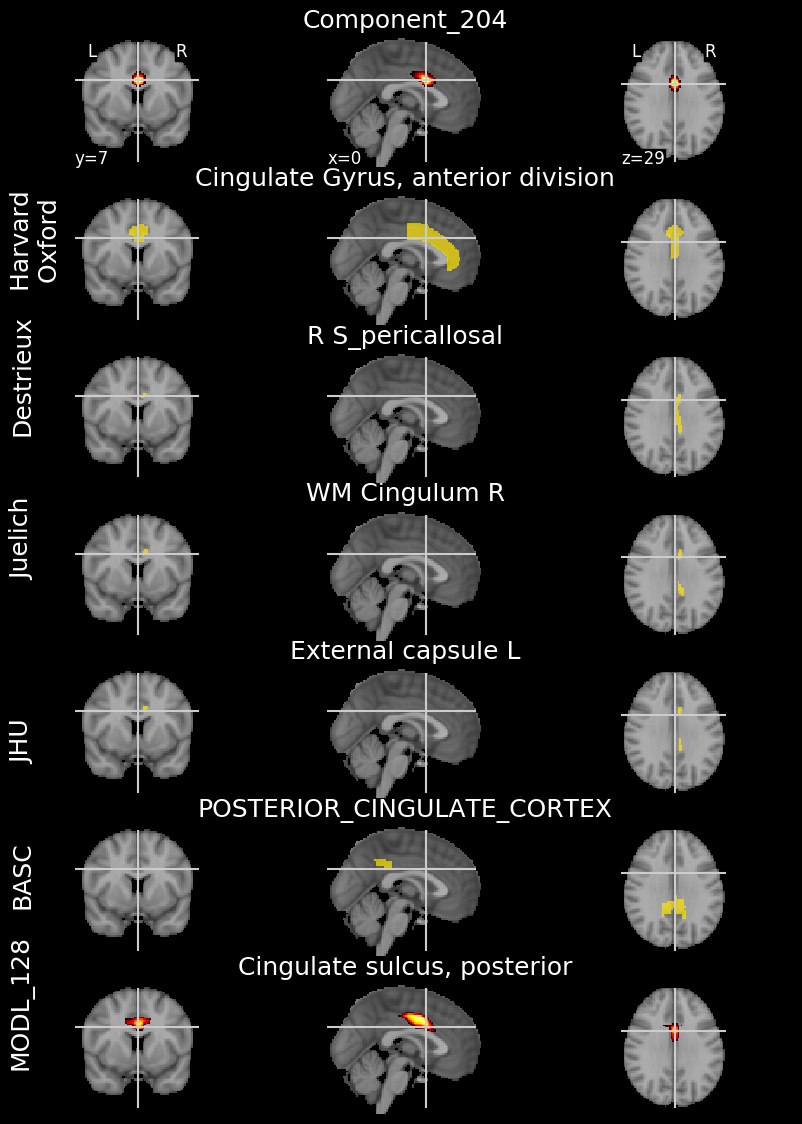 Component_204
L R L R
y=7 x=0 z=29
Cingulate Gyrus, anterior division
Harvard
Oxford
R S_pericallosal
Destrieux
WM Cingulum R
Juelich
External capsule L
JHU
POSTERIOR_CINGULATE_CORTEX
BASC
Cingulate sulcus, posterior
MODL_128